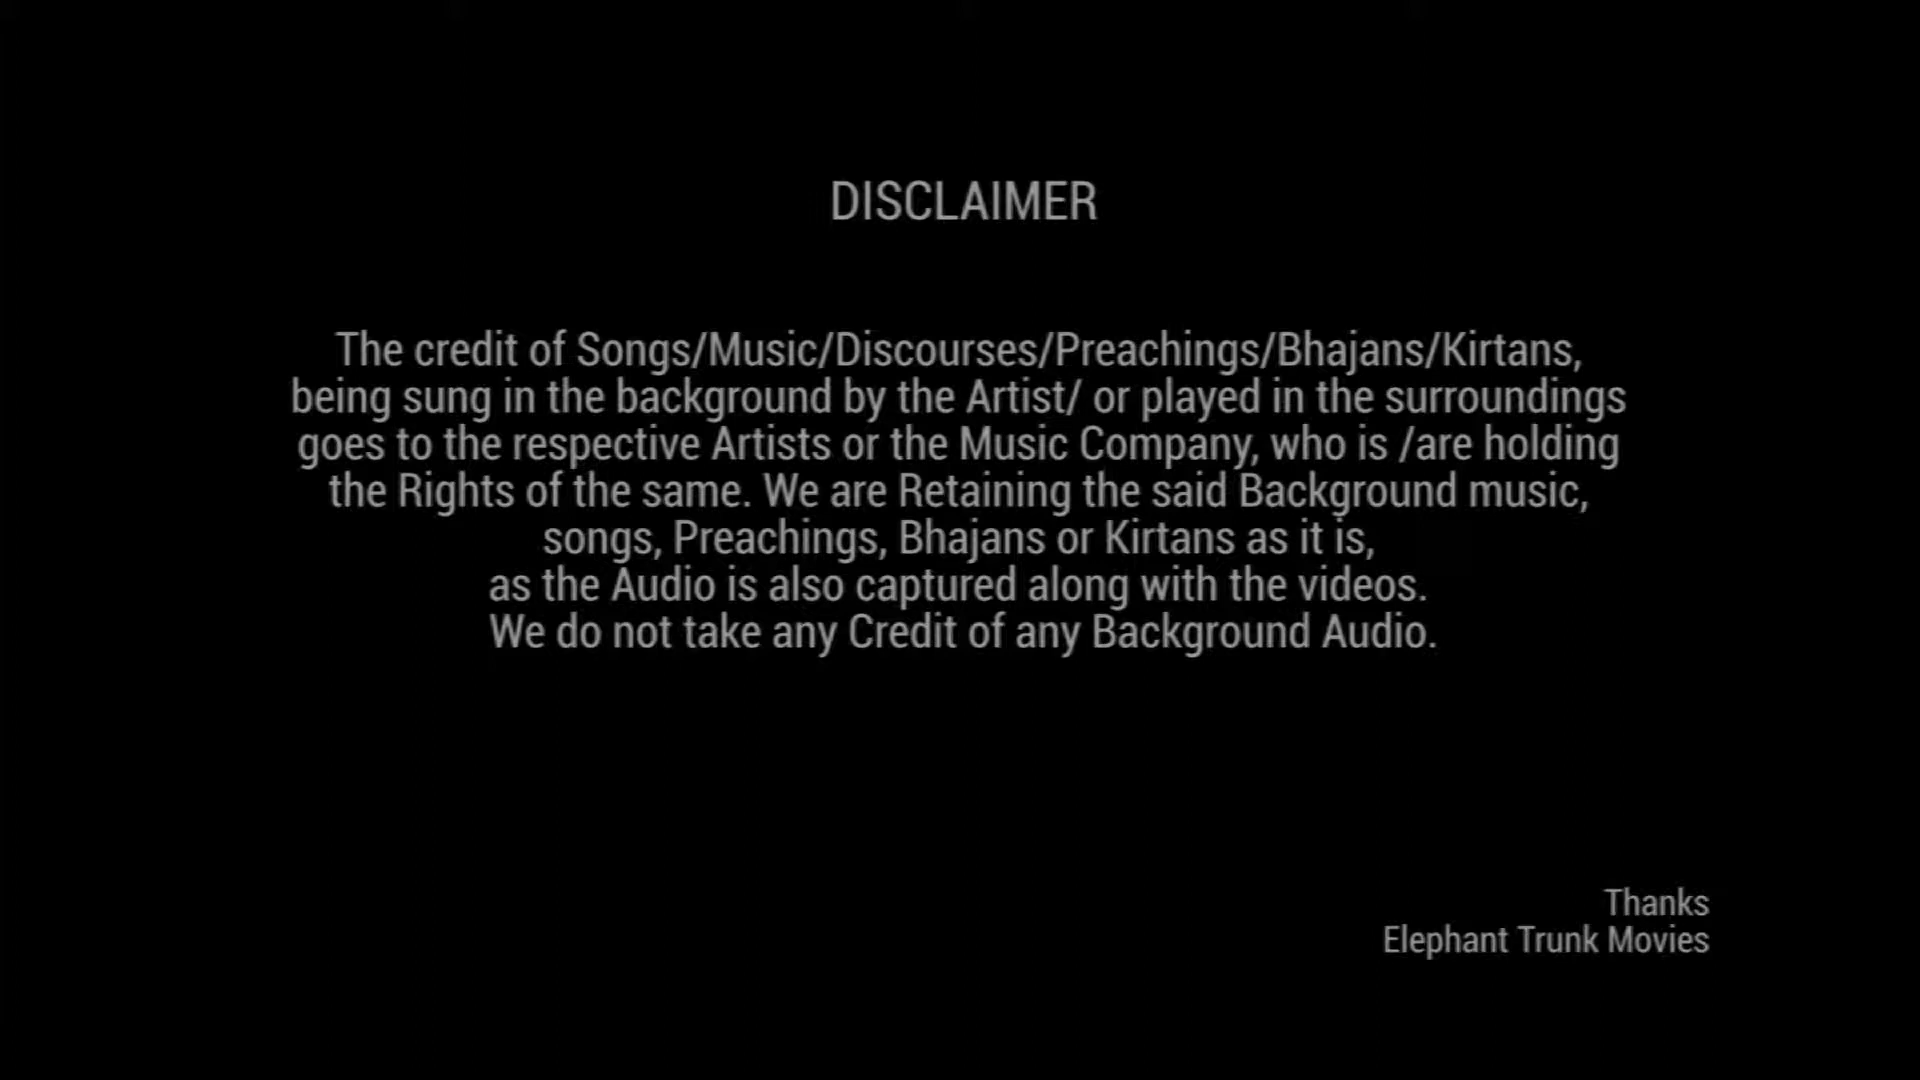 DISCLAIMER
The credit of Songs/Music/Discourses/Preachings/Bhajans/Kirtans,
being sung in the background by the Artist/ or played in the surroundings
goes to the respective Artists or the Music Company, who is /are holding
the Rights of the same. We are Retaining the said Background music,
songs, Preachings, Bhajans or Kirtans as it is,
as the Audio is also captured along with the videos.
We do not take any Credit of any Background Audio.
Thanks
Elephant Trunk Movies